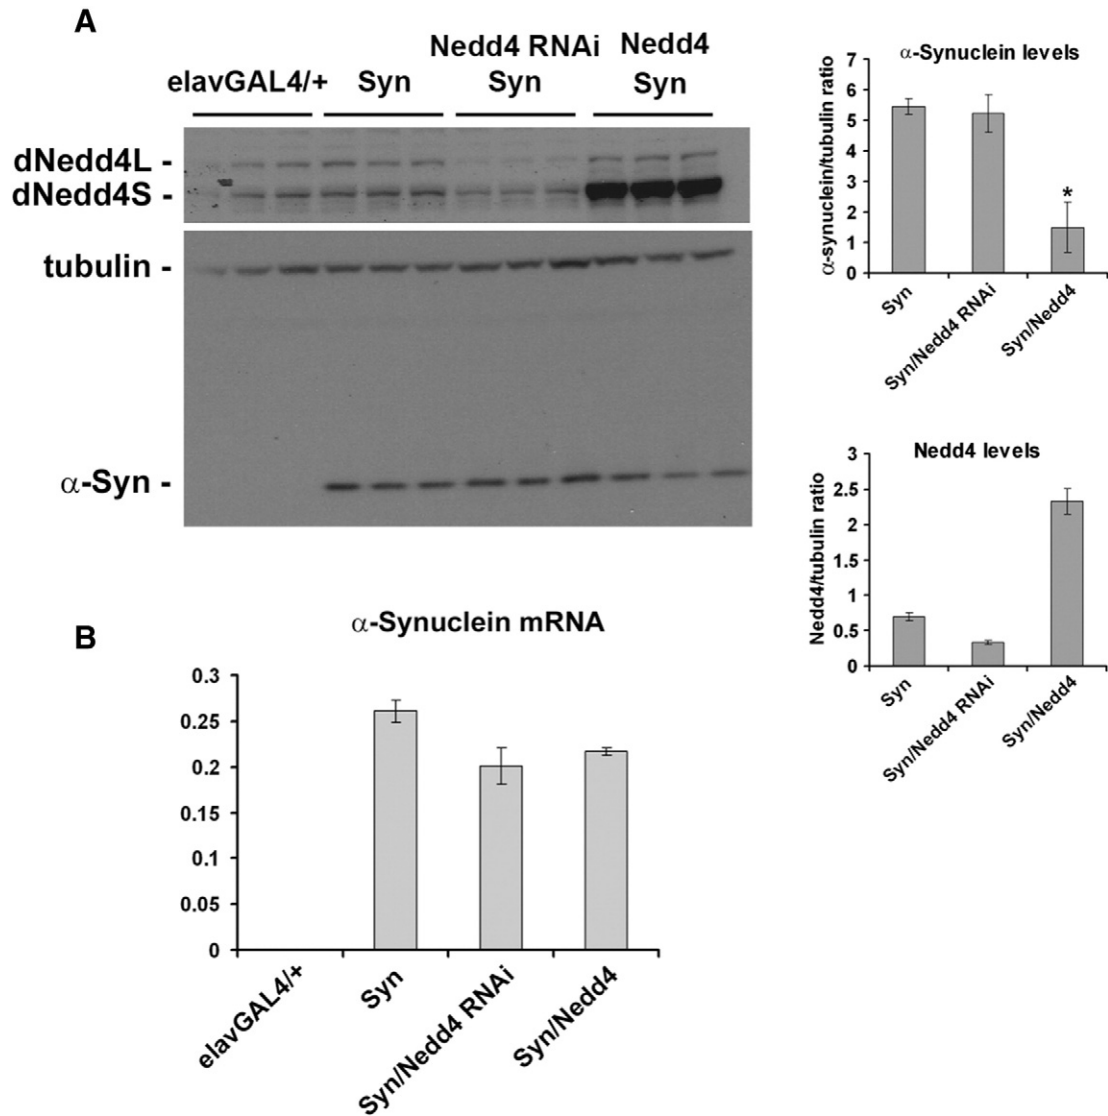 A
Nedd4 RNAi Nedd4
elavGAL4/+ Syn Syn Syn
dNedd4L -
dNedd4S -
tubulin -
α-Syn -
α-Synuclein levels
α-synuclein/tubulin ratio
7
6
5
4
3
2
1
0
*
Syn
Syn/Nedd4 RNAi
Syn/Nedd4
Nedd4 levels
Nedd4/tubulin ratio
3
2.5
2
1.5
1
0.5
0
Syn
Syn/Nedd4 RNAi
Syn/Nedd4
B
α-Synuclein mRNA
0.3
0.25
0.2
0.15
0.1
0.05
0
elavGAL4/+
Syn
Syn/Nedd4 RNAi
Syn/Nedd4